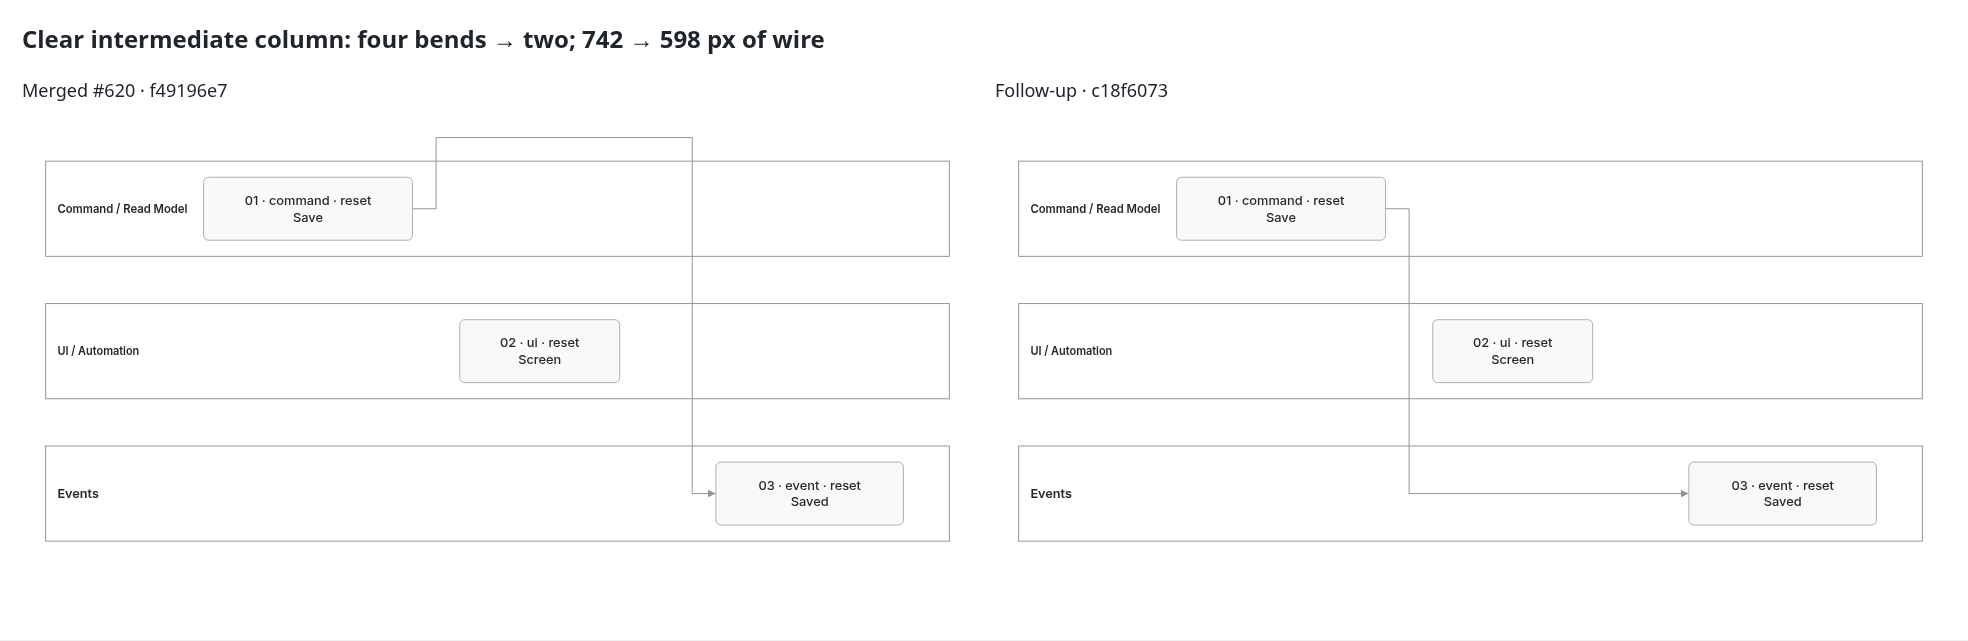 Clear intermediate column: four bends → two; 742 → 598 px of wire
Merged #620 · f49196e7
Command / Read Model
01 · command · reset
Save
UI / Automation
02 · ui · reset
Screen
Events
03 · event · reset
Saved
Follow-up · c18f6073
Command / Read Model
01 · command · reset
Save
UI / Automation
02 · ui · reset
Screen
Events
03 · event · reset
Saved